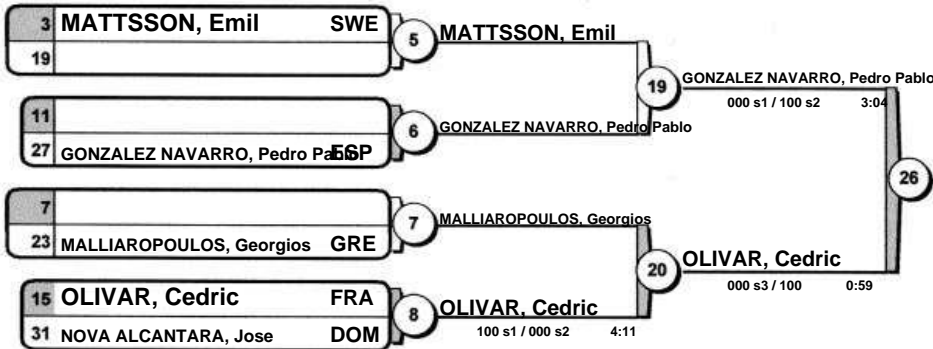 3 MATTSSON, Emil SWE
19
5 MATTSSON, Emil
11
27 GONZALEZ NAVARRO, Pedro Pablo ESP
6 GONZALEZ NAVARRO, Pedro Pablo
19 GONZALEZ NAVARRO, Pedro Pablo
000 s1 / 100 s2 3:04
7
23 MALLIAROPOULOS, Georgios GRE
7 MALLIAROPOULOS, Georgios
15 OLIVAR, Cedric FRA
31 NOVA ALCANTARA, Jose DOM
8 OLIVAR, Cedric
100 s1 / 000 s2 4:11
20 OLIVAR, Cedric
000 s3 / 100 0:59
26